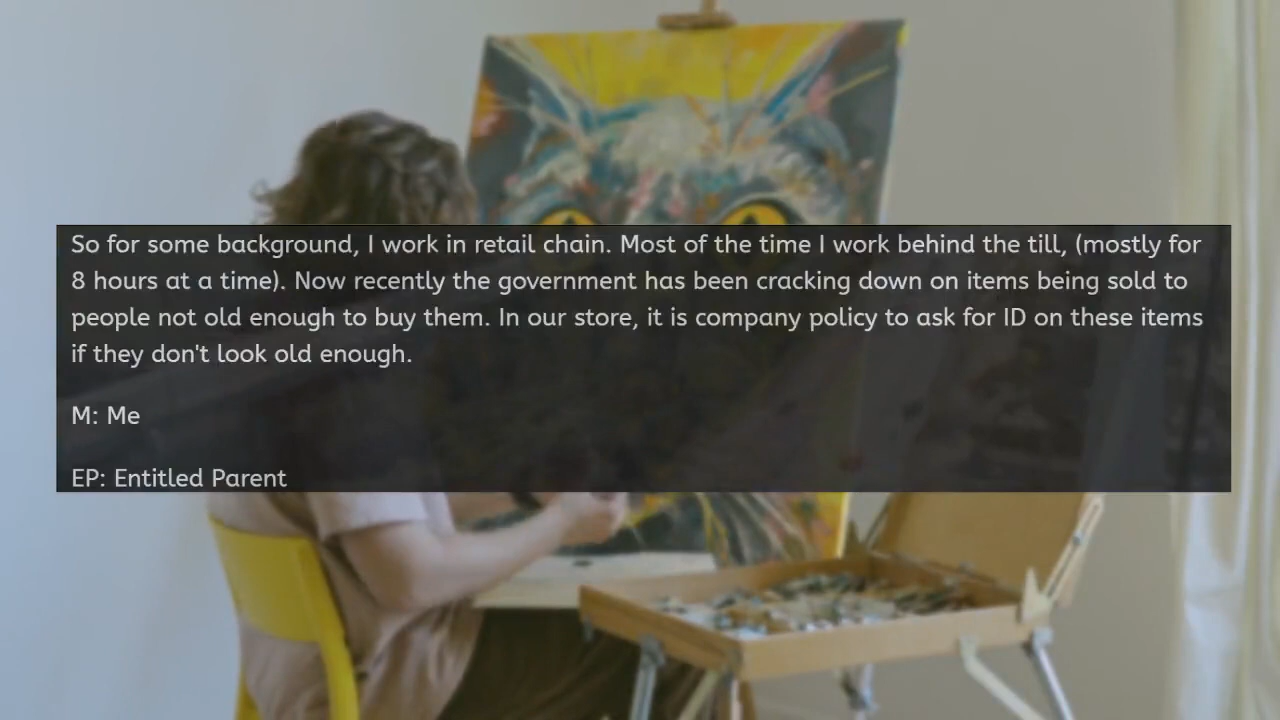 So for some background, I work in retail chain. Most of the time I work behind the till, (mostly for
8 hours at a time). Now recently the government has been cracking down on items being sold to
people not old enough to buy them. In our store, it is company policy to ask for ID on these items
if they don't look old enough.
M: Me
EP: Entitled Parent